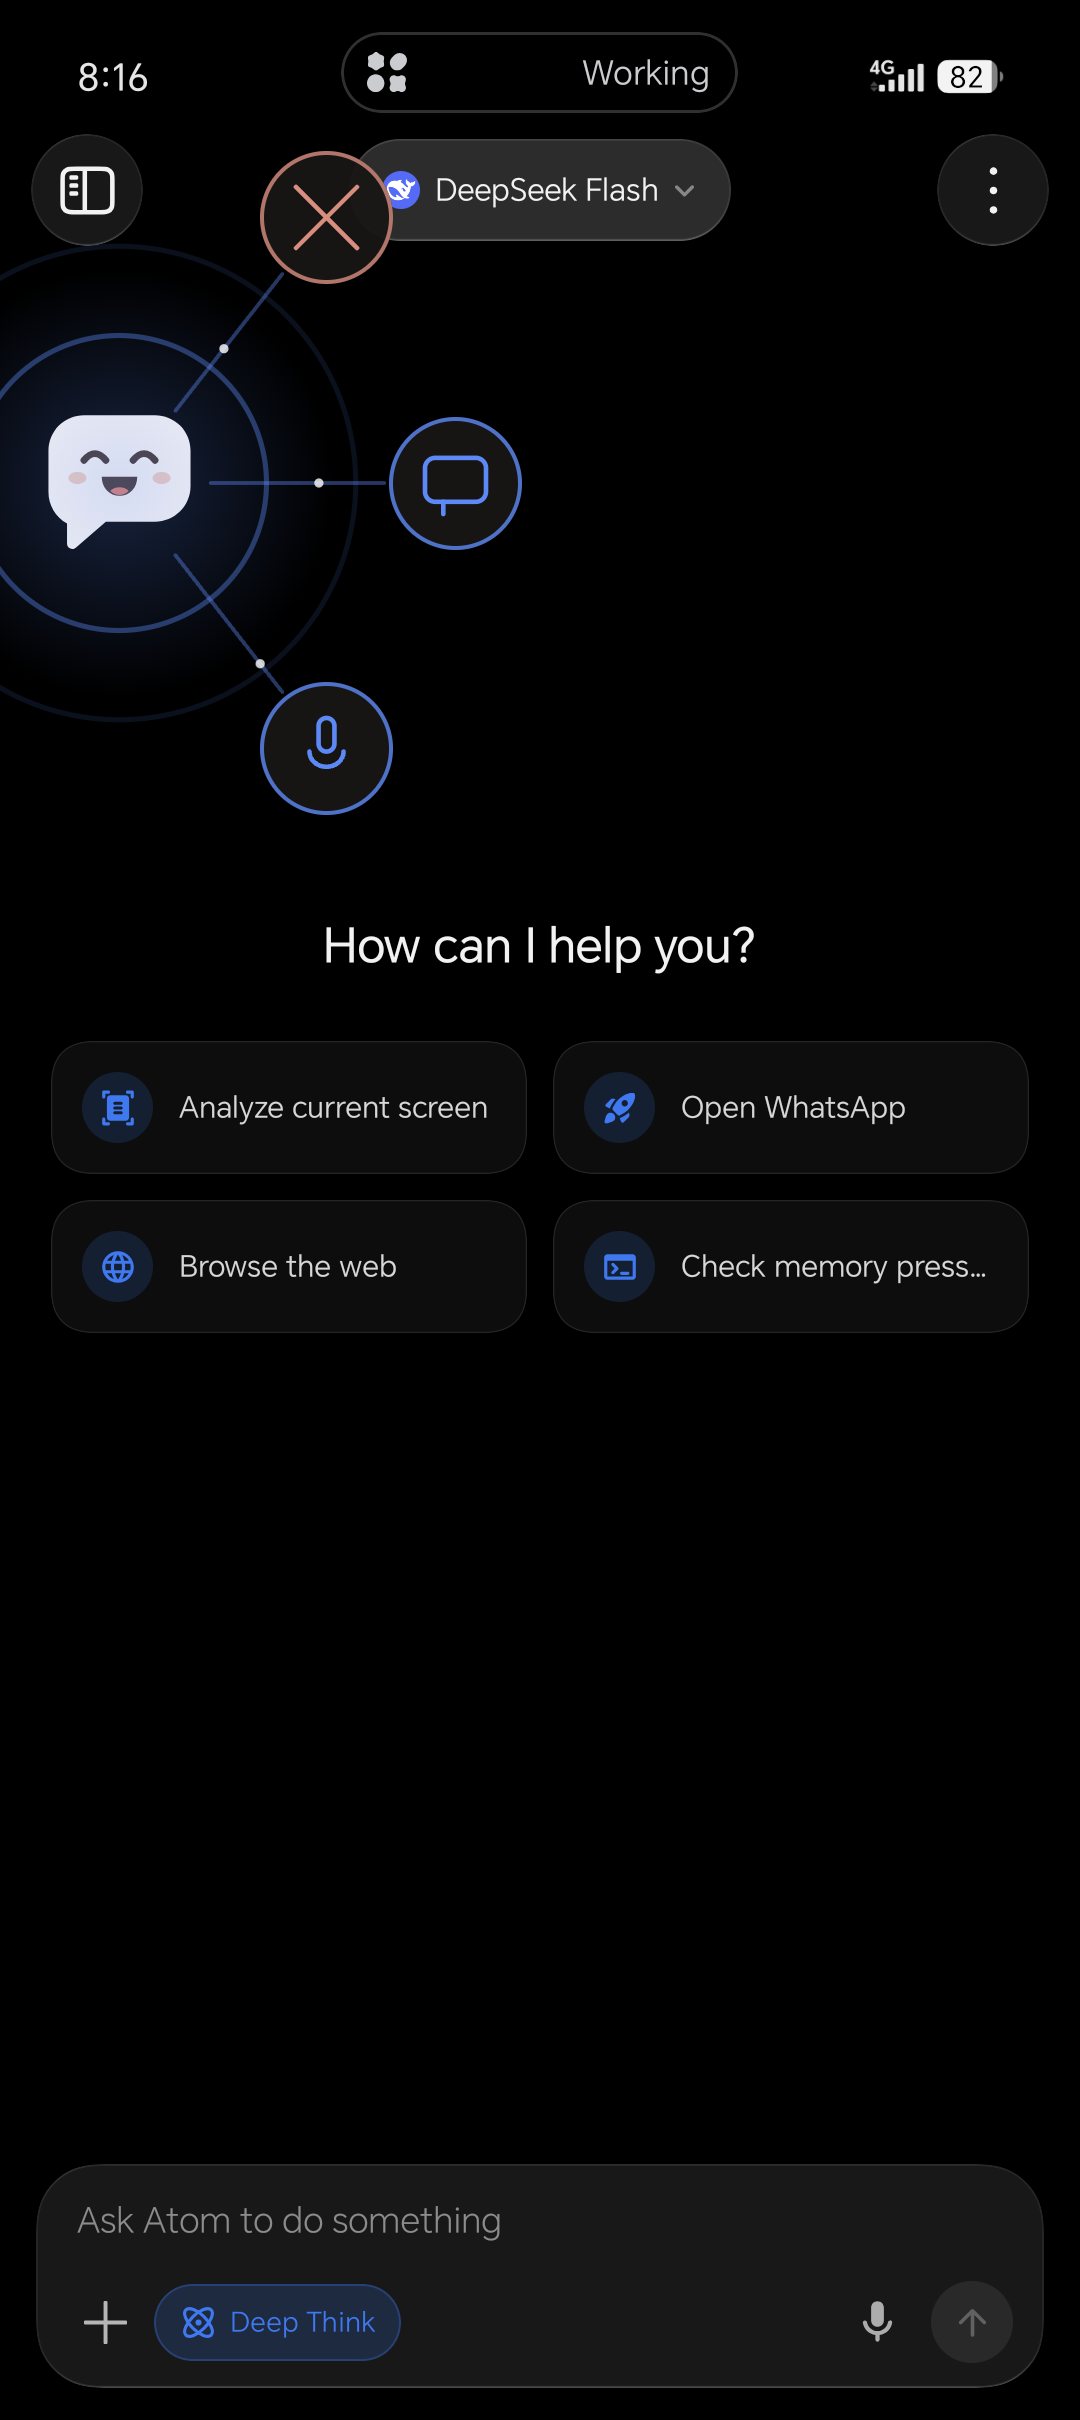 8:16
Working
4G
82
DeepSeek Flash
How can I help you?
Analyze current screen
Open WhatsApp
Browse the web
Check memory press...
Ask Atom to do something
Deep Think